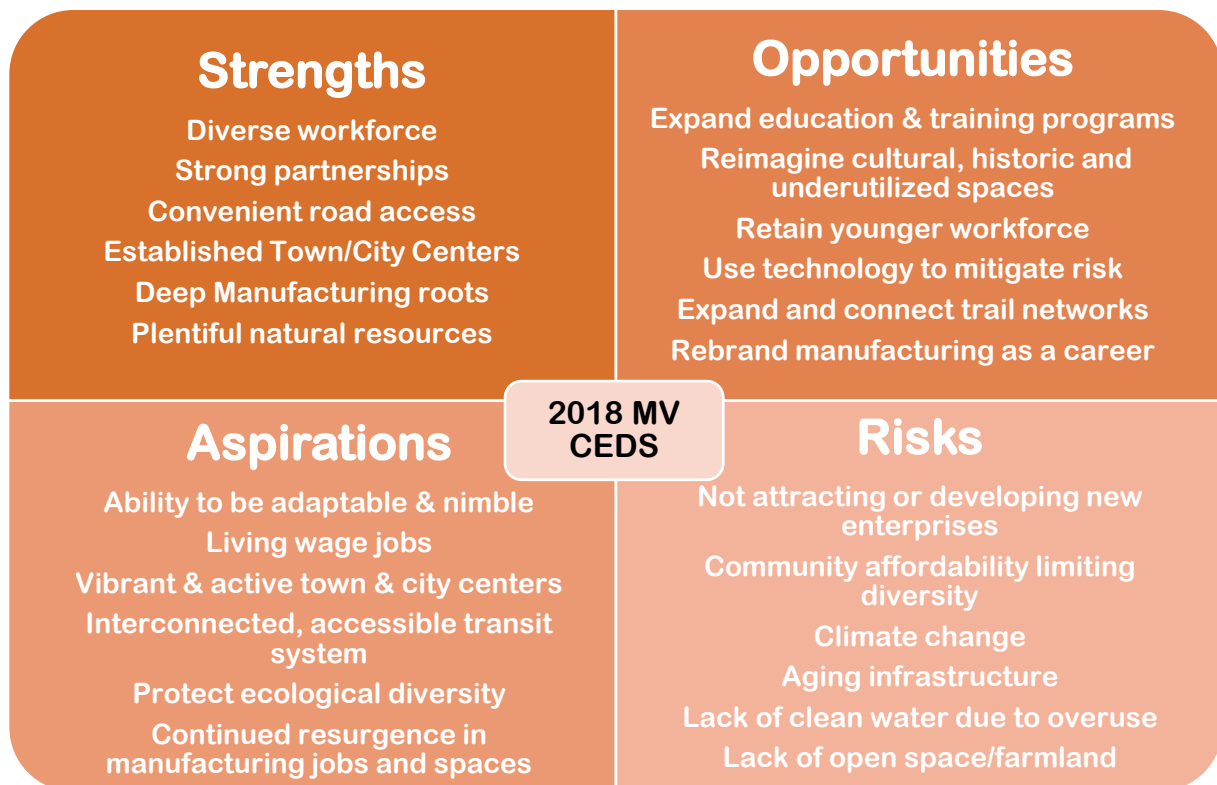 Strengths
Diverse workforce
Strong partnerships
Convenient road access
Established Town/City Centers
Deep Manufacturing roots
Plentiful natural resources
Opportunities
Expand education & training programs
Reimagine cultural, historic and
underutilized spaces
Retain younger workforce
Use technology to mitigate risk
Expand and connect trail networks
Rebrand manufacturing as a career
2018 MV
CEDS
Aspirations
Ability to be adaptable & nimble
Living wage jobs
Vibrant & active town & city centers
Interconnected, accessible transit
system
Protect ecological diversity
Continued resurgence in
manufacturing jobs and spaces
Risks
Not attracting or developing new
enterprises
Community affordability limiting
diversity
Climate change
Aging infrastructure
Lack of clean water due to overuse
Lack of open space/farmland